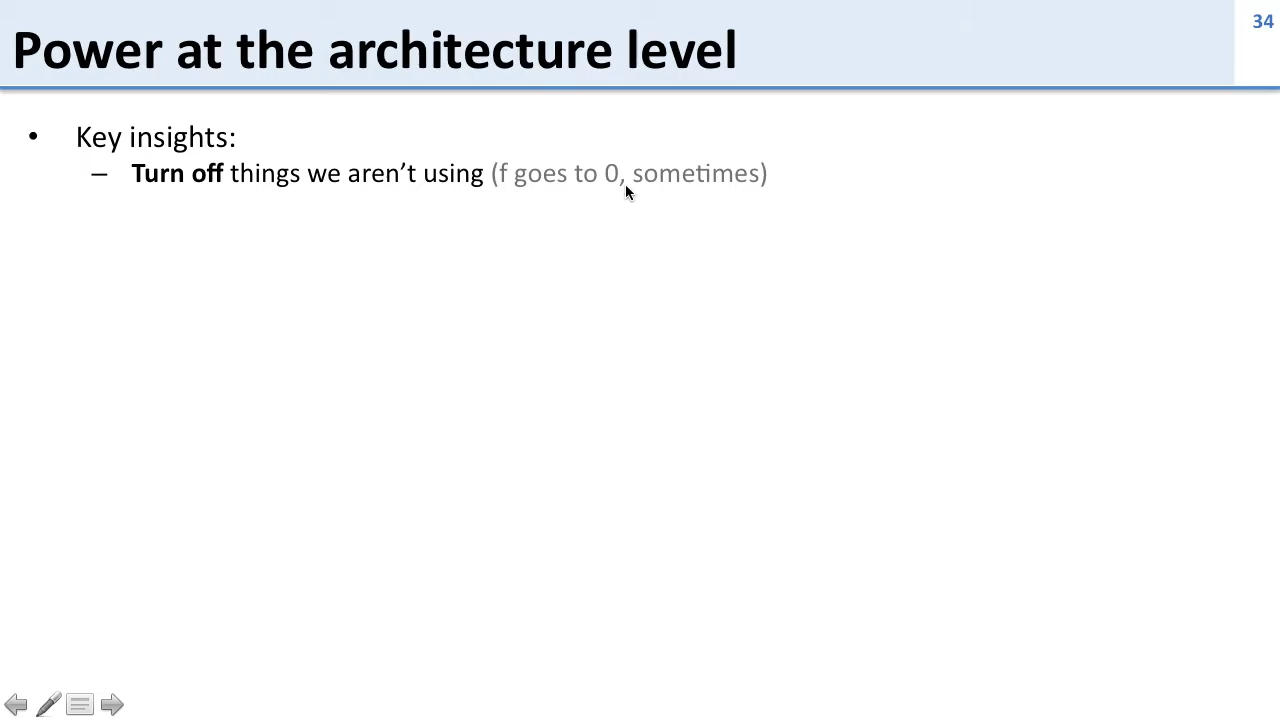 34
Power at the architecture level
• Key insights:
– Turn off things we aren’t using (f goes to 0, sometimes)